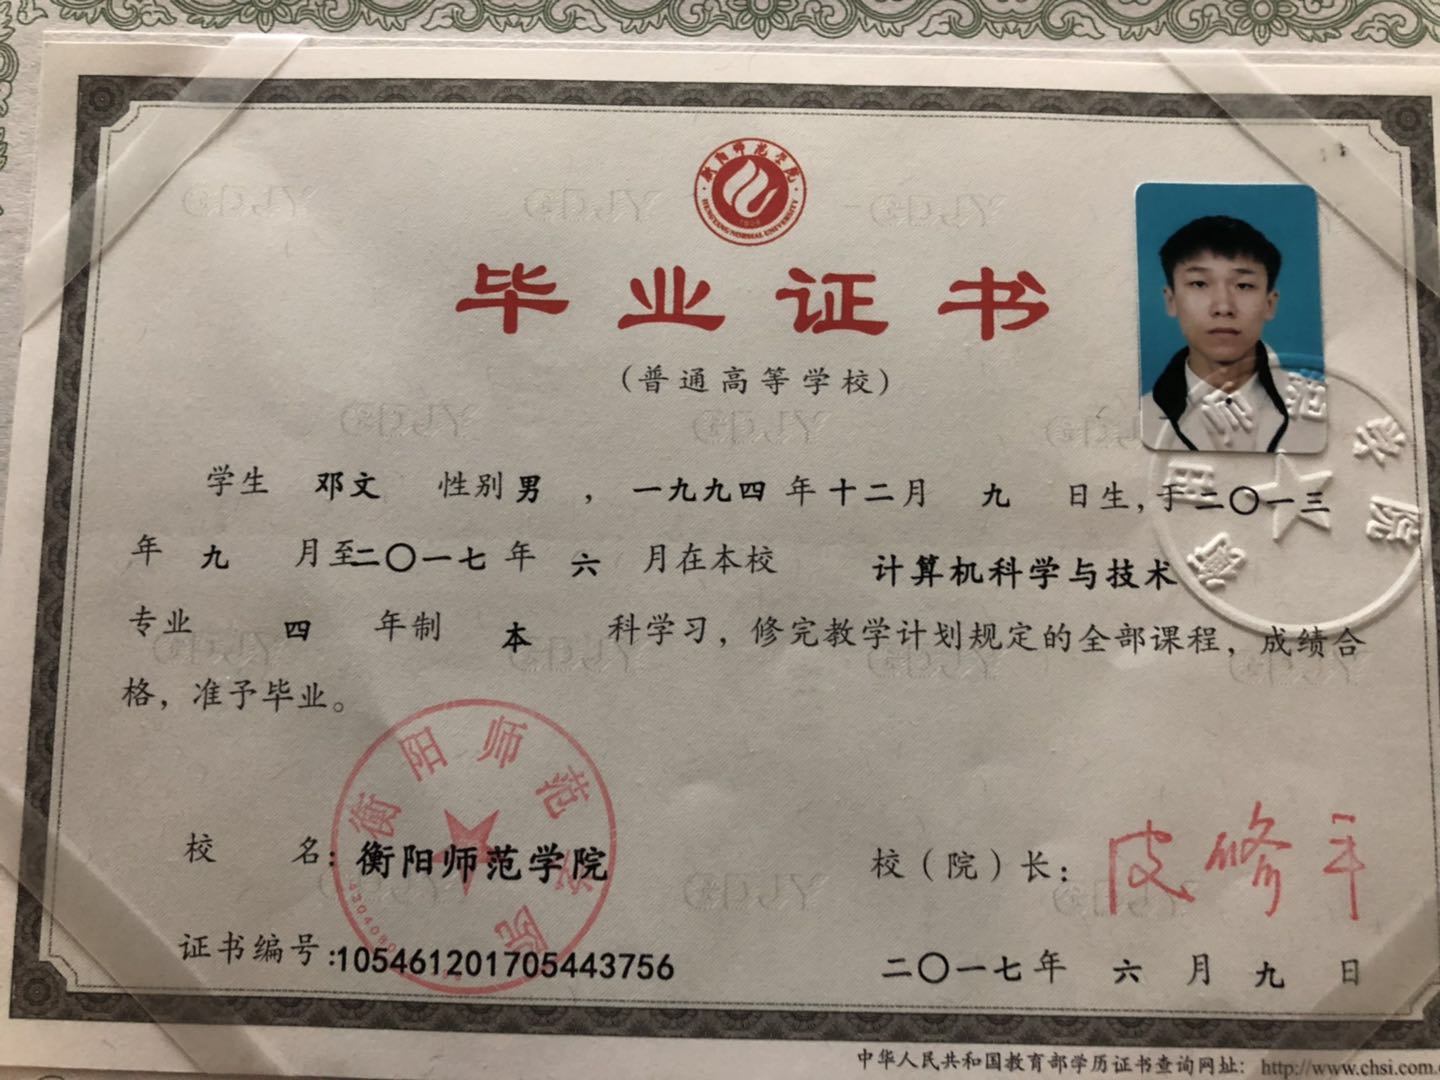 衡阳师范学院
HENGYANG NORMAL UNIVERSITY
毕业证书
（普通高等学校）
学生 邓文 性别 男 ，一九九四 年 十二 月 九 日生，于 二〇一三
年 九 月至 二〇一七 年 六 月在本校 计算机科学与技术
专业 四 年制 本 科学习，修完教学计划规定的全部课程，成绩合
格，准予毕业。
校 名：衡阳师范学院
校（院）长：皮修平
证书编号：105461201705443756
二〇一七 年 六 月 九 日
中华人民共和国教育部学历证书查询网址： http://www.chsi.com.c